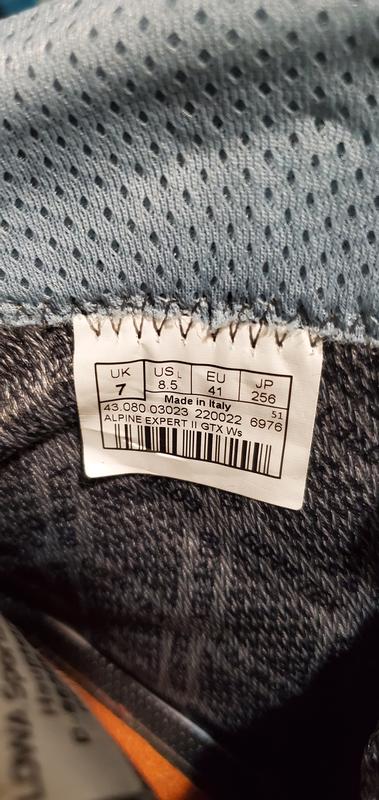 UK US L EU JP
7 8.5 41 256
Made in Italy
51
43.080 03023 220022 6976
ALPINE EXPERT II GTX Ws
LOWA